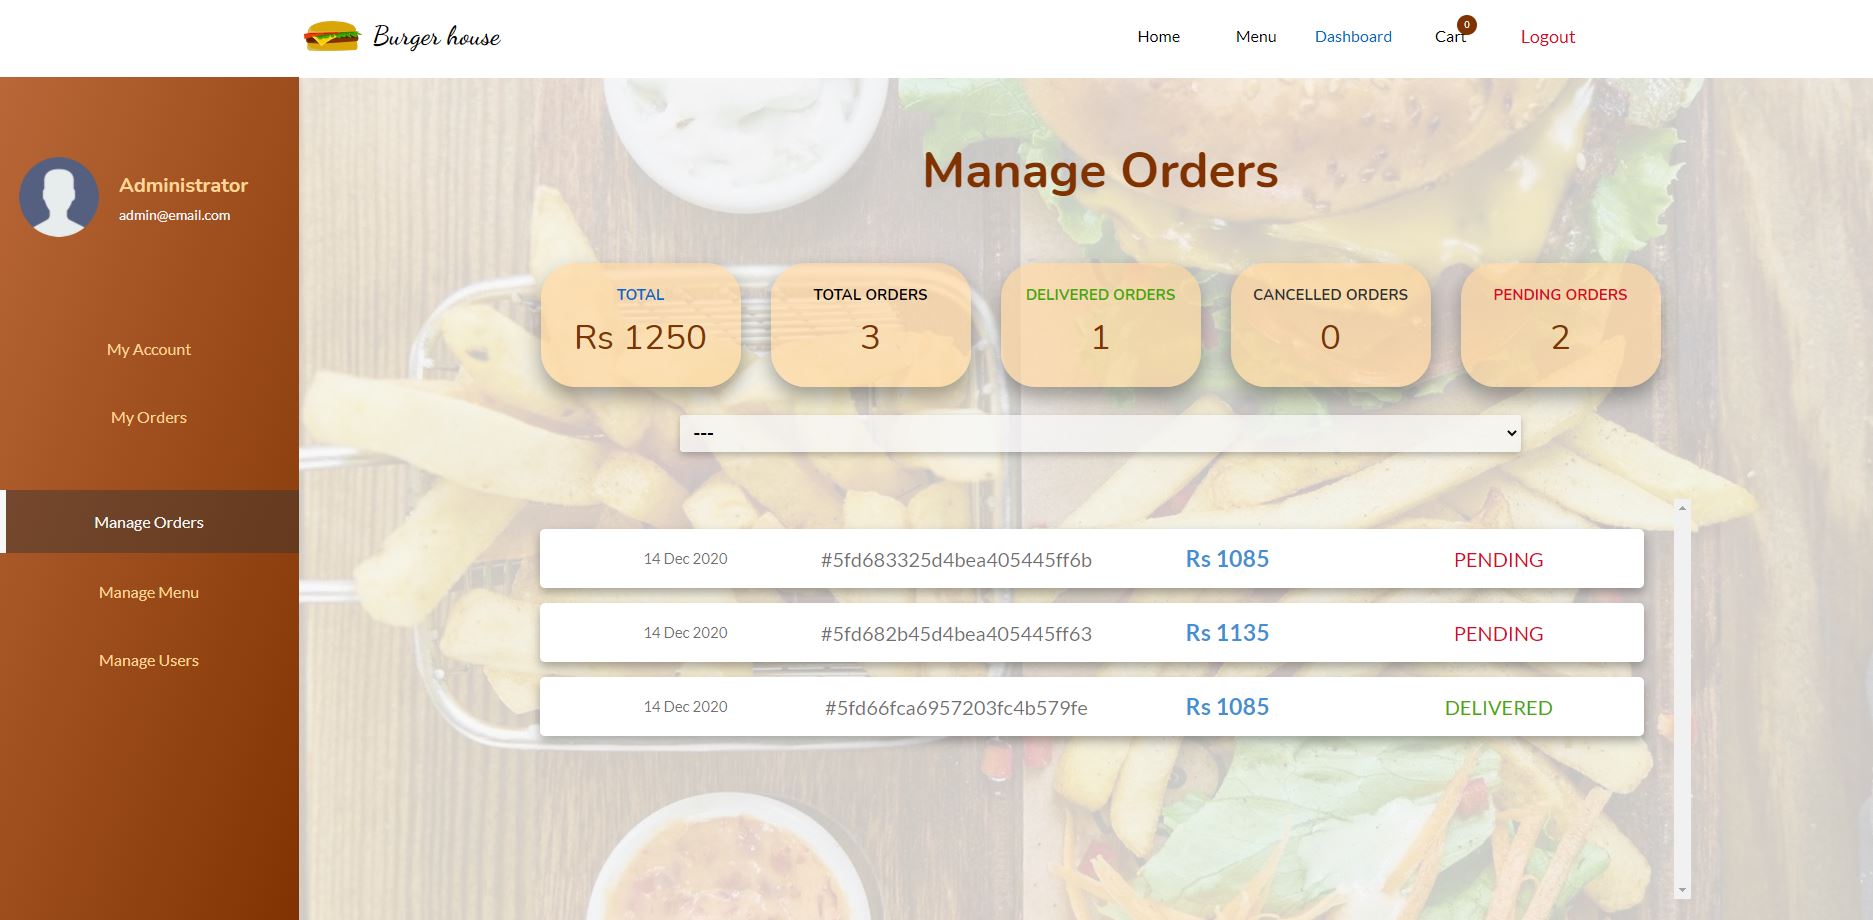 Burger house
Home Menu Dashboard Cart 0 Logout
Administrator
admin@email.com
My Account
My Orders
Manage Orders
Manage Menu
Manage Users
Manage Orders
TOTAL
Rs 1250
TOTAL ORDERS
3
DELIVERED ORDERS
1
CANCELLED ORDERS
0
PENDING ORDERS
2
---
14 Dec 2020 #5fd683325d4bea405445ff6b Rs 1085 PENDING
14 Dec 2020 #5fd682b45d4bea405445ff63 Rs 1135 PENDING
14 Dec 2020 #5fd66fca6957203fc4b579fe Rs 1085 DELIVERED